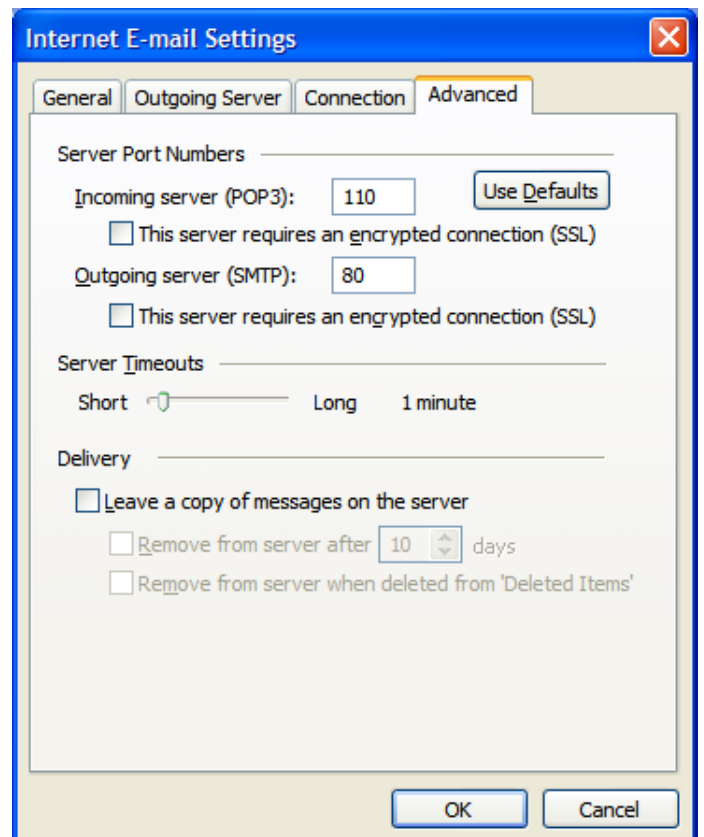 Internet E-mail Settings
General Outgoing Server Connection Advanced
Server Port Numbers
Incoming server (POP3): 110 Use Defaults
This server requires an encrypted connection (SSL)
Outgoing server (SMTP): 80
This server requires an encrypted connection (SSL)
Server Timeouts
Short Long 1 minute
Delivery
Leave a copy of messages on the server
Remove from server after 10 days
Remove from server when deleted from 'Deleted Items'
OK Cancel